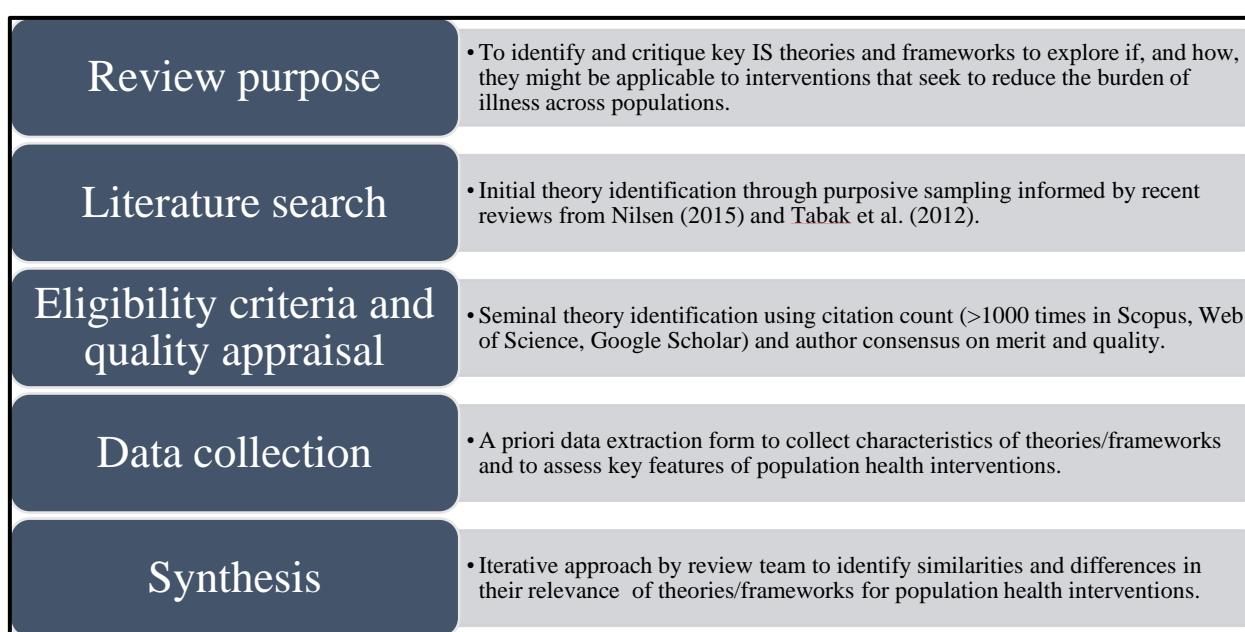 Review purpose
• To identify and critique key IS theories and frameworks to explore if, and how,
they might be applicable to interventions that seek to reduce the burden of
illness across populations.
Literature search
• Initial theory identification through purposive sampling informed by recent
reviews from Nilsen (2015) and Tabak et al. (2012).
Eligibility criteria and
quality appraisal
• Seminal theory identification using citation count (>1000 times in Scopus, Web
of Science, Google Scholar) and author consensus on merit and quality.
Data collection
• A priori data extraction form to collect characteristics of theories/frameworks
and to assess key features of population health interventions.
Synthesis
• Iterative approach by review team to identify similarities and differences in
their relevance  of theories/frameworks for population health interventions.